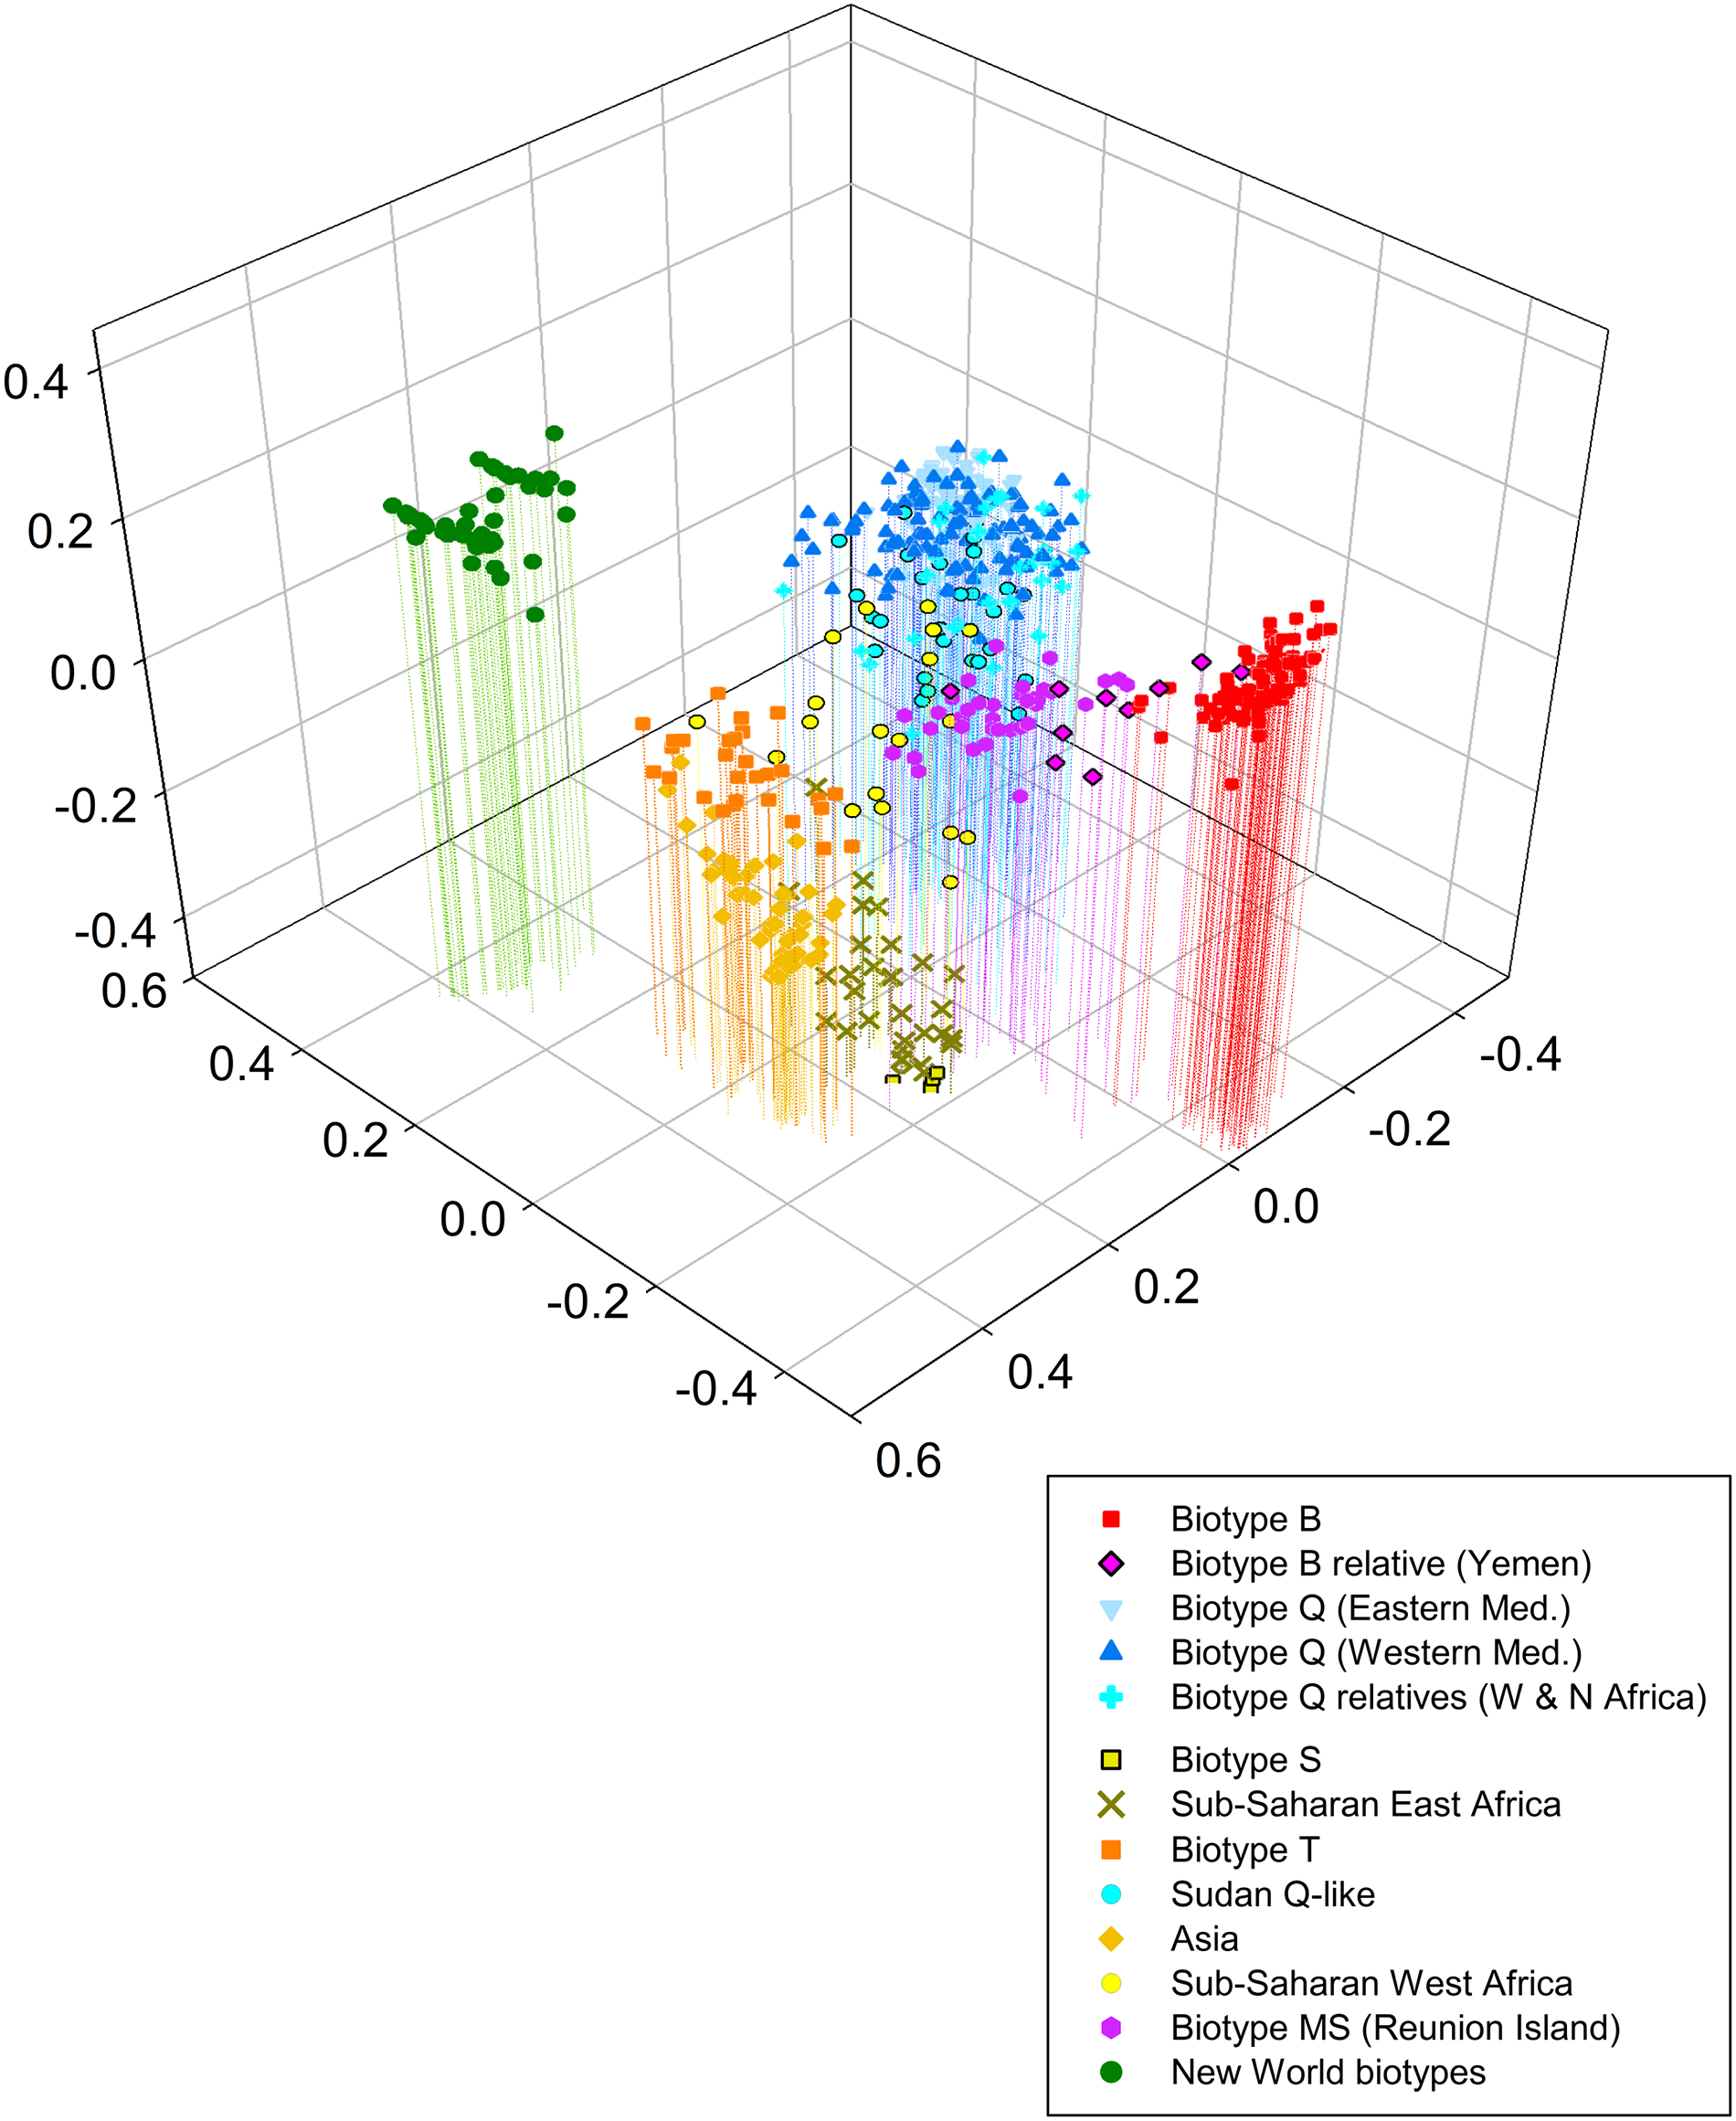 0.4
0.2
0.0
-0.2
-0.4
0.6
0.4
0.2
0.0
-0.2
-0.4
-0.4
-0.2
0.0
0.2
0.4
0.6
Biotype B
Biotype B relative (Yemen)
Biotype Q (Eastern Med.)
Biotype Q (Western Med.)
Biotype Q relatives (W & N Africa)
Biotype S
Sub-Saharan East Africa
Biotype T
Sudan Q-like
Asia
Sub-Saharan West Africa
Biotype MS (Reunion Island)
New World biotypes